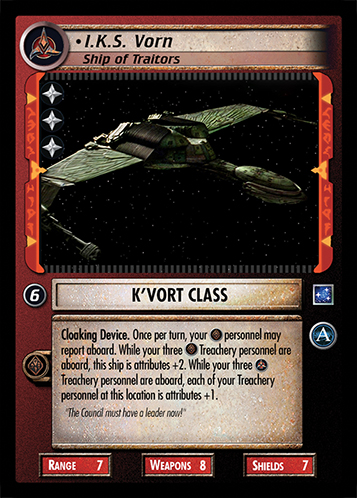 • I.K.S. Vorn
Ship of Traitors
6
K'VORT CLASS
A
Cloaking Device. Once per turn, your personnel may
report aboard. While your three Treachery personnel are
aboard, this ship is attributes +2. While your three
Treachery personnel are aboard, each of your Treachery
personnel at this location is attributes +1.
"The Council must have a leader now!"
RANGE 7 WEAPONS 8 SHIELDS 7